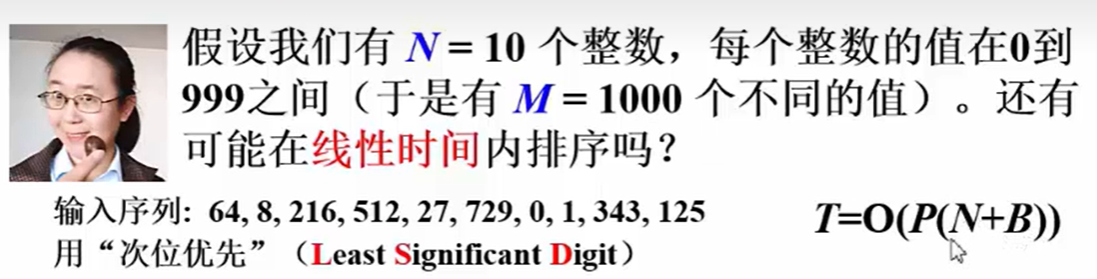 假设我们有 N = 10 个整数，每个整数的值在0到
999之间（于是有 M = 1000 个不同的值）。还有
可能在线性时间内排序吗？
输入序列: 64, 8, 216, 512, 27, 729, 0, 1, 343, 125
用“次位优先”（Least Significant Digit）
T=O(P(N+B))